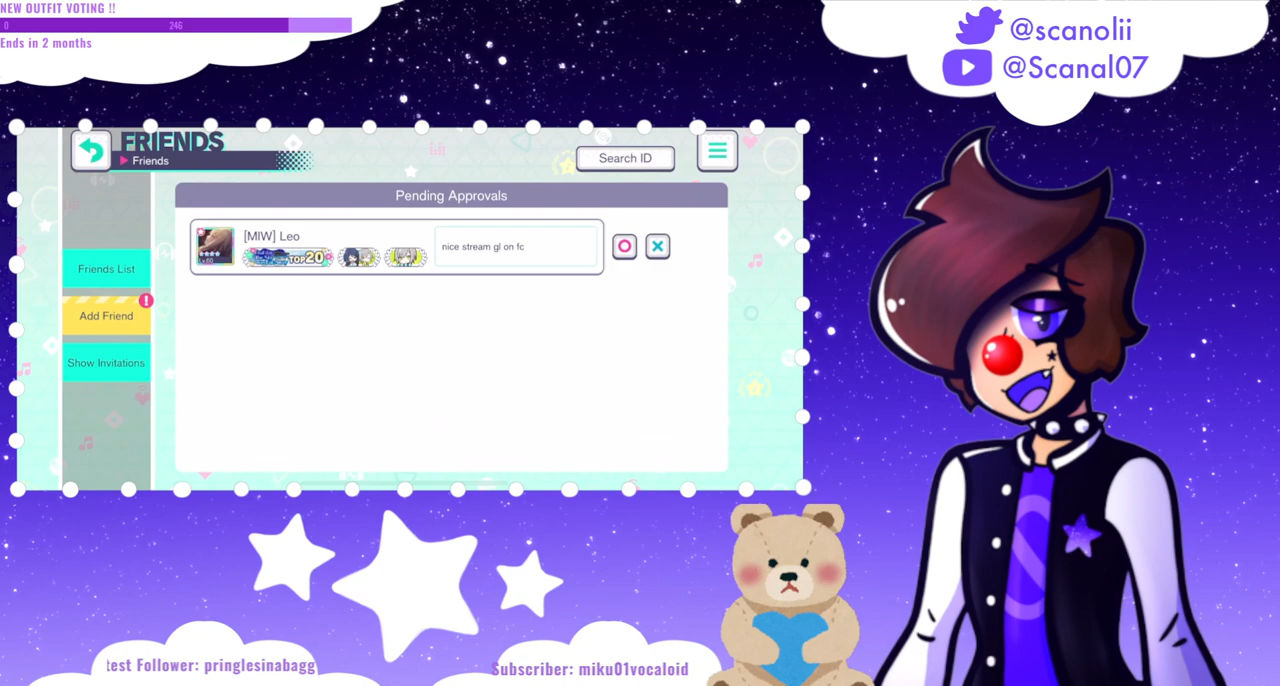 NEW OUTFIT VOTING !!
0 246
Ends in 2 months
@scanolii
@Scanal07
FRIENDS
Friends
Search ID
Pending Approvals
[MIW] Leo
TOP20
nice stream gl on fc
Friends List
Add Friend
Show Invitations
test Follower: pringlesinabagg
Subscriber: miku01vocaloid